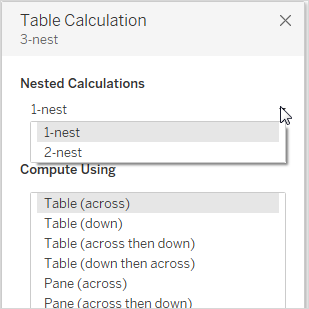 Table Calculation
3-nest
Nested Calculations
1-nest
1-nest
2-nest
Compute Using
Table (across)
Table (down)
Table (across then down)
Table (down then across)
Pane (across)
Pane (across then down)